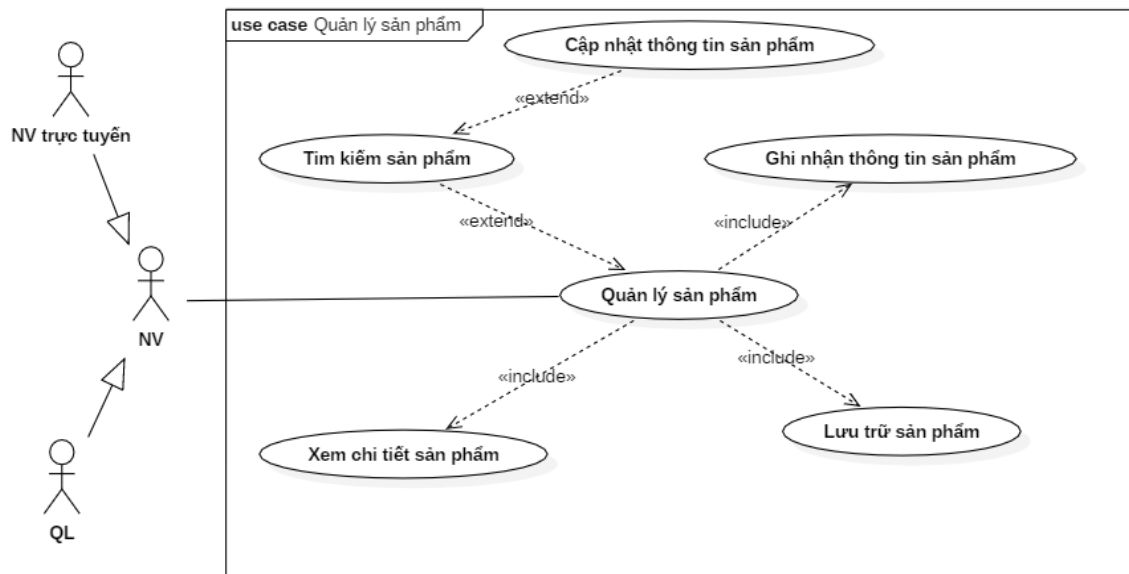 use case Quản lý sản phẩm
Cập nhật thông tin sản phẩm
«extend»
NV trực tuyến
Tìm kiếm sản phẩm
Ghi nhận thông tin sản phẩm
«extend»
«include»
Quản lý sản phẩm
NV
«include»
«include»
Lưu trữ sản phẩm
Xem chi tiết sản phẩm
QL